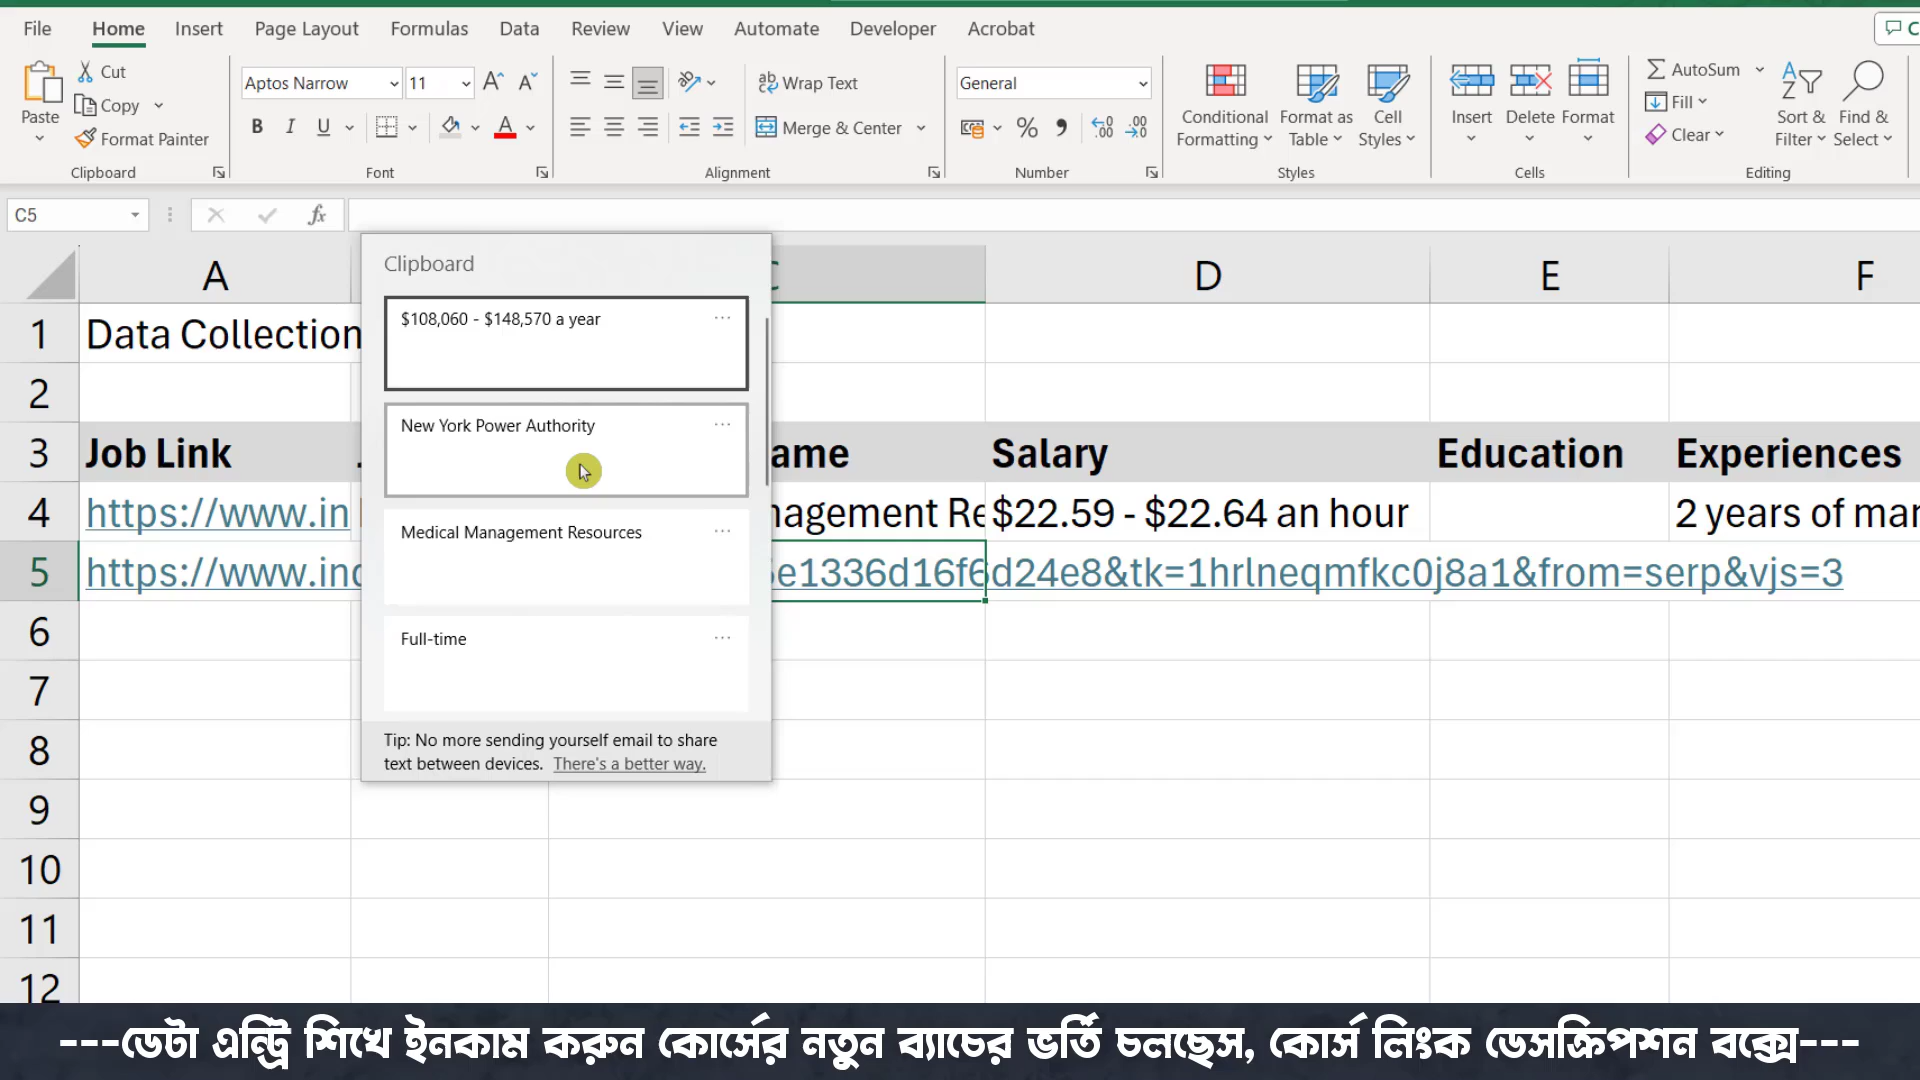 File Home Insert Page Layout Formulas Data Review View Automate Developer Acrobat
Paste
Cut
Copy
Format Painter
Clipboard
Aptos Narrow 11
B I U
Font
Wrap Text
Merge & Center
Alignment
General
Number
Conditional Formatting
Format as Table
Cell Styles
Styles
Insert Delete Format
Cells
AutoSum
Fill
Clear
Sort & Filter
Find & Select
Editing
C5
fx
A C D E F
1 Data Collection
2
3 Job Link ame Salary Education Experiences
4 https://www.in nagement Re $22.59 - $22.64 an hour 2 years of mar
5 https://www.ind e1336d16f6d24e8&tk=1hrlneqmfkc0j8a1&from=serp&vjs=3
6
7
8
9
10
11
12
Clipboard
$108,060 - $148,570 a year
New York Power Authority
Medical Management Resources
Full-time
Tip: No more sending yourself email to share
text between devices. There's a better way.
---ডেটা এন্ট্রি শিখে ইনকাম করুন কোর্সের নতুন ব্যাচের ভর্তি চলছেস, কোর্স লিংক ডেসক্রিপশন বক্সে---